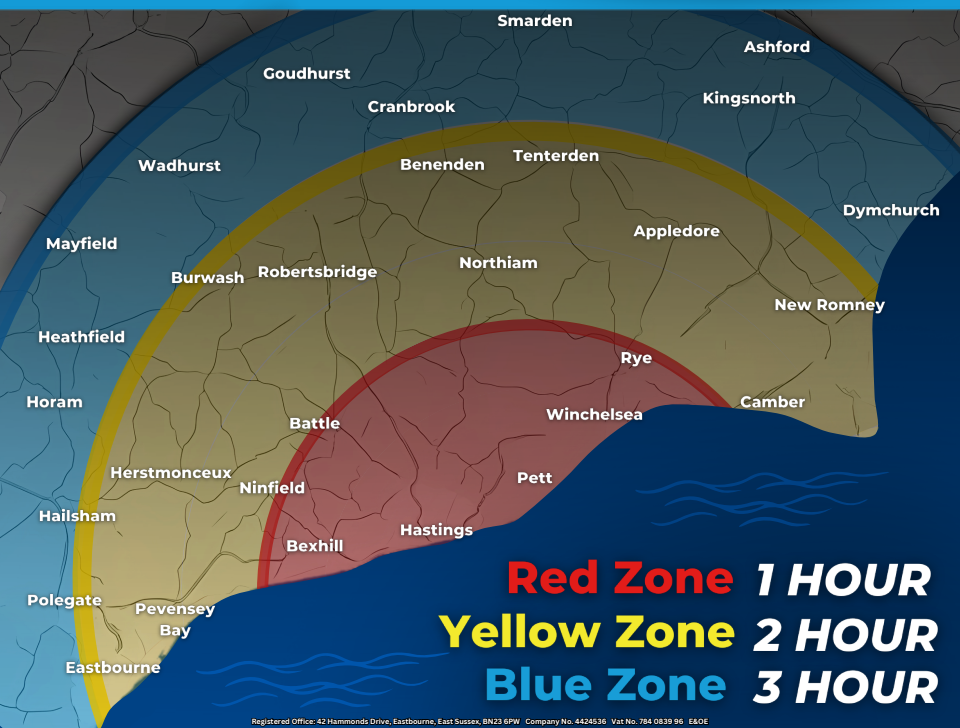 Smarden
Ashford
Goudhurst
Kingsnorth
Cranbrook
Tenterden
Benenden
Wadhurst
Dymchurch
Appledore
Mayfield
Northiam
Robertsbridge
Burwash
New Romney
Heathfield
Rye
Horam
Camber
Winchelsea
Battle
Herstmonceux
Pett
Ninfield
Hailsham
Hastings
Bexhill
Polegate
Pevensey
Bay
Eastbourne
Red Zone 1 HOUR
Yellow Zone 2 HOUR
Blue Zone 3 HOUR
Registered Office: 42 Hammonds Drive, Eastbourne, East Sussex, BN23 6PW Company No. 4424536 Vat No. 784 0839 96 E&OE